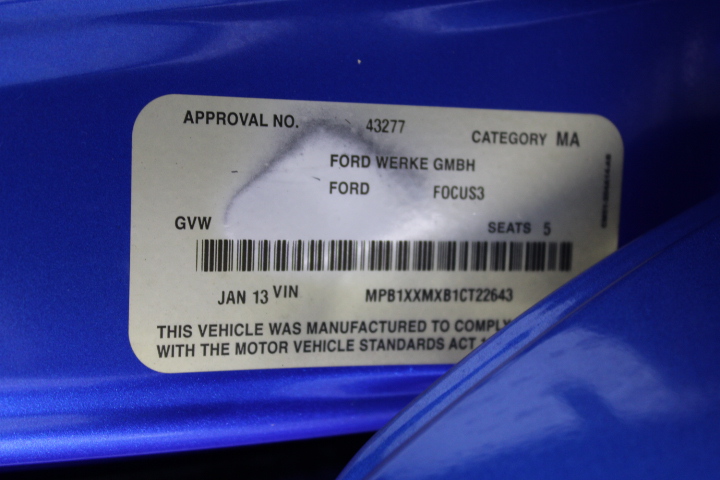 APPROVAL NO. 43277 CATEGORY MA
FORD WERKE GMBH
FORD FOCUS3
GVW SEATS 5
JAN 13 VIN MPB1XXMXB1CT22643
THIS VEHICLE WAS MANUFACTURED TO COMPLY
WITH THE MOTOR VEHICLE STANDARDS ACT